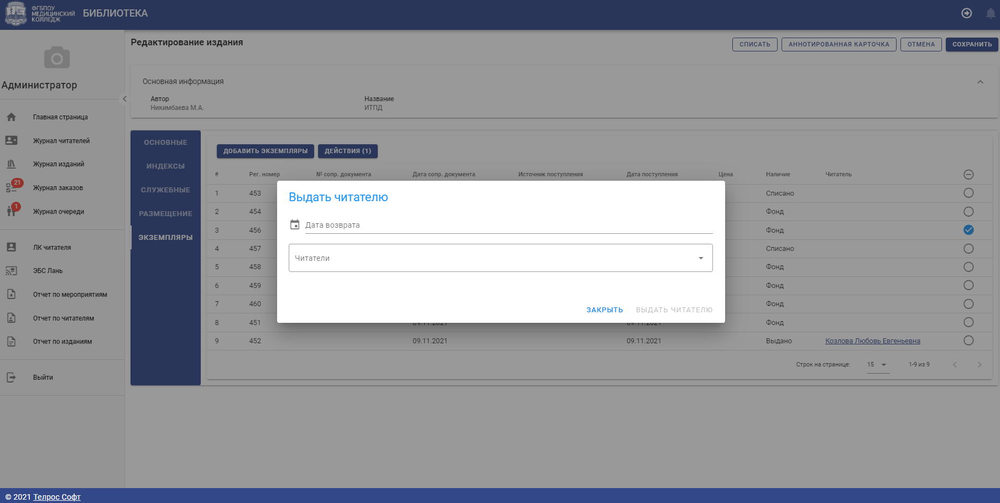 ФГБПОУ
МЕДИЦИНСКИЙ
КОЛЛЕДЖ
БИБЛИОТЕКА
Администратор
Главная страница
Журнал читателей
Журнал изданий
21
Журнал заказов
1
Журнал очереди
ЛК читателя
ЭБС Лань
Отчет по мероприятиям
Отчет по читателям
Отчет по изданиям
Выйти
Редактирование издания
СПИСАТЬ
АННОТИРОВАННАЯ КАРТОЧКА
ОТМЕНА
СОХРАНИТЬ
Основная информация
Автор
Никимбаева М.А.
Название
ИТПД
ОСНОВНЫЕ
ИНДЕКСЫ
СЛУЖЕБНЫЕ
РАЗМЕЩЕНИЕ
ЭКЗЕМПЛЯРЫ
ДОБАВИТЬ ЭКЗЕМПЛЯРЫ
ДЕЙСТВИЯ (1)
# Рег. номер № сопр. документа Дата сопр. документа Источник поступления Дата поступления Цена Наличие Читатель
1 453 Списано
2 454 Фонд
3 456 Фонд
4 457 Списано
5 458 Фонд
6 459 Фонд
7 460 Фонд
8 451 09.11.2021 09.11.2021 Фонд
9 452 09.11.2021 09.11.2021 Выдано Козлова Любовь Евгеньевна
Строк на странице: 15 1-9 из 9
Выдать читателю
Дата возврата
Читатели
ЗАКРЫТЬ
ВЫДАТЬ ЧИТАТЕЛЮ
© 2021 Телрос Софт